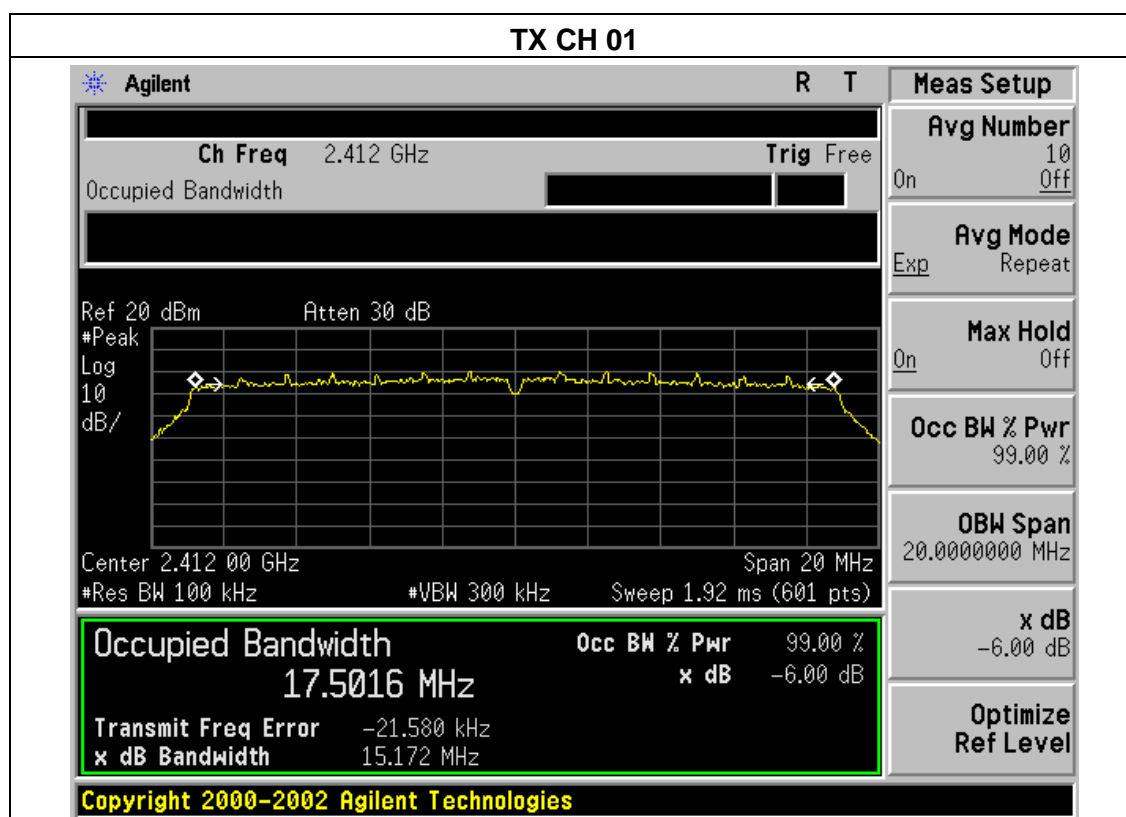 TX CH 01
Agilent R T Meas Setup
Ch Freq 2.412 GHz Trig Free
Occupied Bandwidth
Avg Number
10
On Off
Avg Mode
Exp Repeat
Max Hold
On Off
Occ BW % Pwr
99.00 %
OBW Span
20.0000000 MHz
x dB
-6.00 dB
Optimize
Ref Level
Ref 20 dBm Atten 30 dB
#Peak
Log
10
dB/
Center 2.412 00 GHz Span 20 MHz
#Res BW 100 kHz #VBW 300 kHz Sweep 1.92 ms (601 pts)
Occupied Bandwidth Occ BW % Pwr 99.00 %
17.5016 MHz x dB -6.00 dB
Transmit Freq Error -21.580 kHz
x dB Bandwidth 15.172 MHz
Copyright 2000-2002 Agilent Technologies